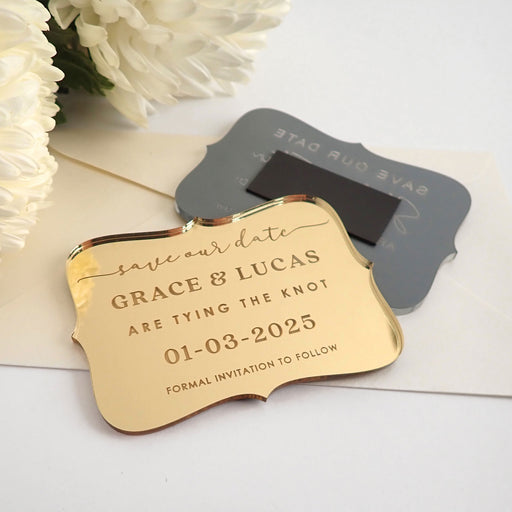 save our date
GRACE & LUCAS
ARE TYING THE KNOT
01-03-2025
FORMAL INVITATION TO FOLLOW
SAVE OUR DATE